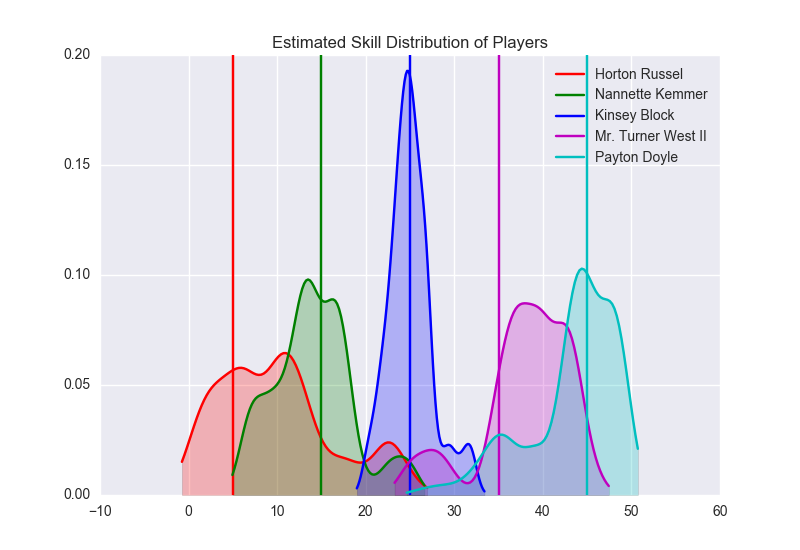 Estimated Skill Distribution of Players
0.20
0.15
0.10
0.05
0.00
−10 0 10 20 30 40 50 60
Horton Russel
Nannette Kemmer
Kinsey Block
Mr. Turner West II
Payton Doyle